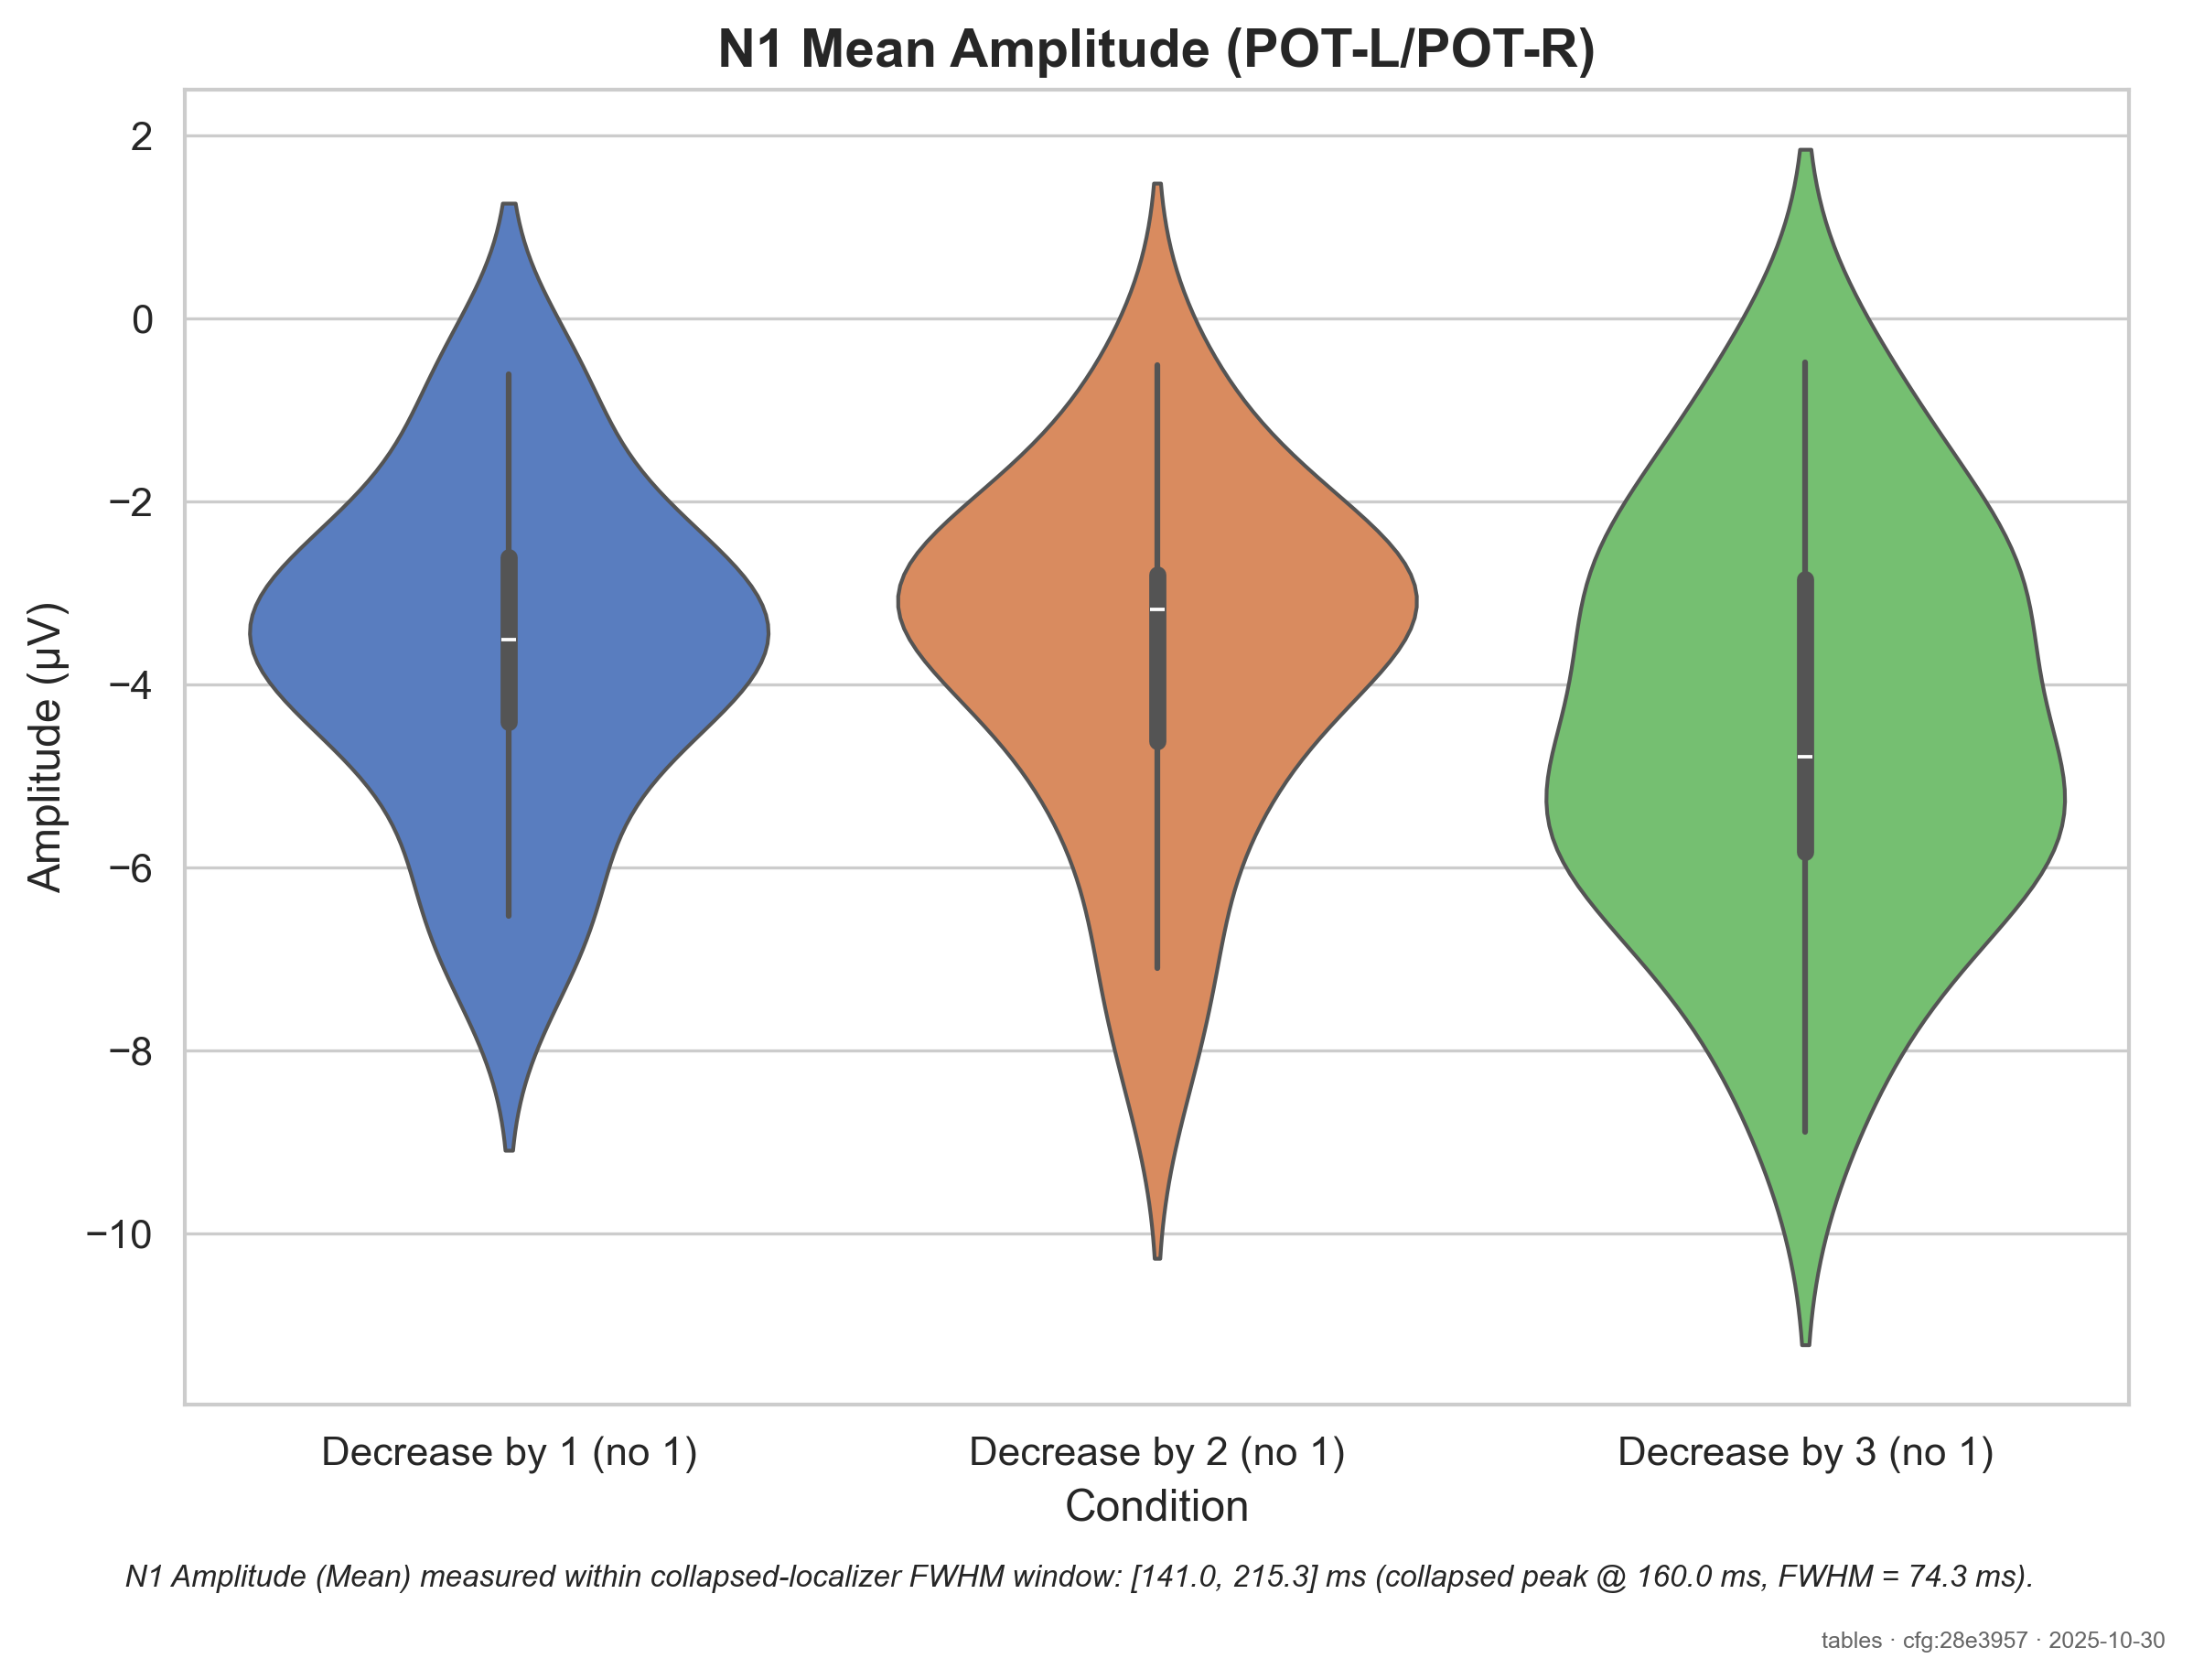 N1 Mean Amplitude (POT-L/POT-R)
2
0
−2
−4
−6
−8
−10
Amplitude (µV)
Decrease by 1 (no 1)
Decrease by 2 (no 1)
Decrease by 3 (no 1)
Condition
N1 Amplitude (Mean) measured within collapsed-localizer FWHM window: [141.0, 215.3] ms (collapsed peak @ 160.0 ms, FWHM = 74.3 ms).
tables · cfg:28e3957 · 2025-10-30